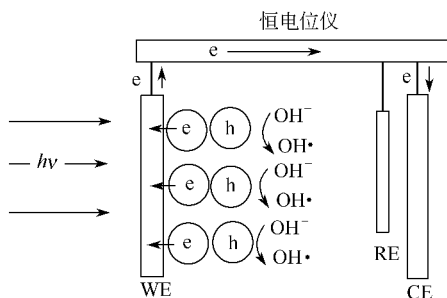 恒电位仪
e
e
e
e h OH⁻
OH•
hν
e h OH⁻
OH•
e h OH⁻
OH•
RE
WE
CE